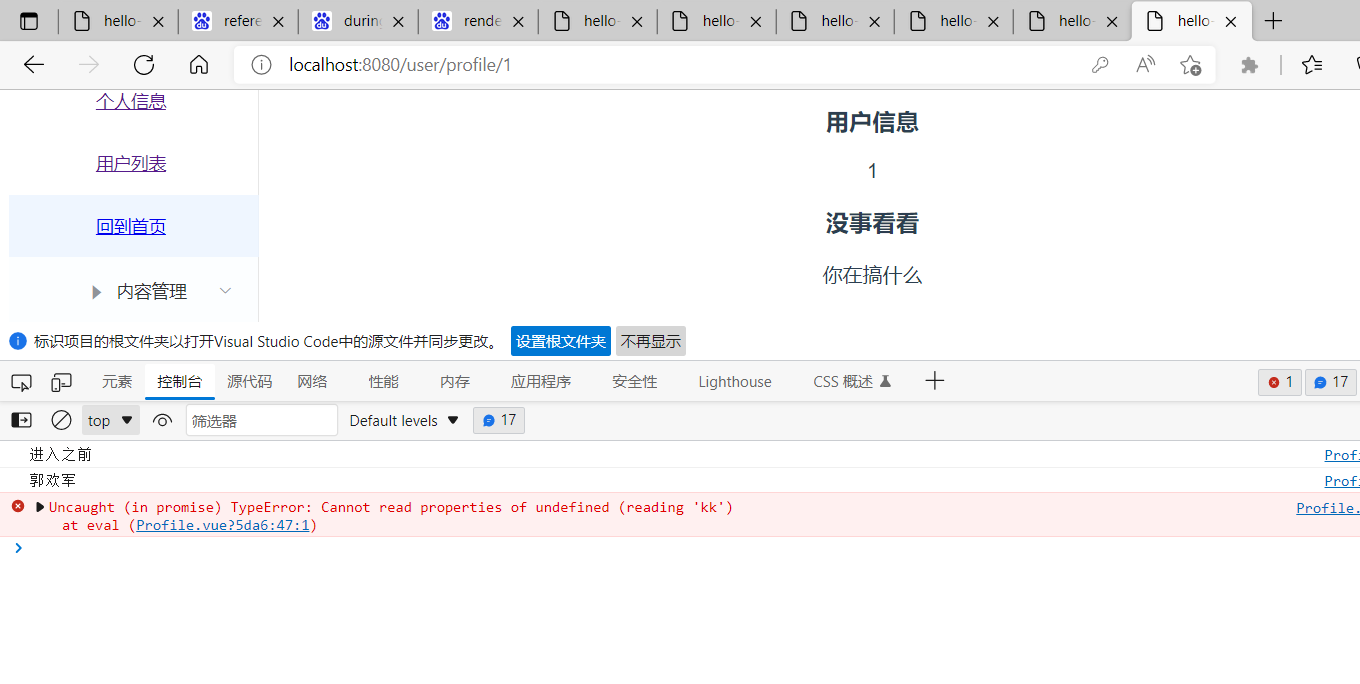 hello- refere during rende hello- hello- hello- hello- hello- hello-
localhost:8080/user/profile/1
个人信息
用户列表
回到首页
内容管理
用户信息
1
没事看看
你在搞什么
标识项目的根文件夹以打开Visual Studio Code中的源文件并同步更改。 设置根文件夹 不再显示
元素 控制台 源代码 网络 性能 内存 应用程序 安全性 Lighthouse CSS 概述 1 17
top 筛选器 Default levels 17
进入之前 Profi
郭欢军 Profi
Uncaught (in promise) TypeError: Cannot read properties of undefined (reading 'kk') Profile.
at eval (Profile.vue?5da6:47:1)